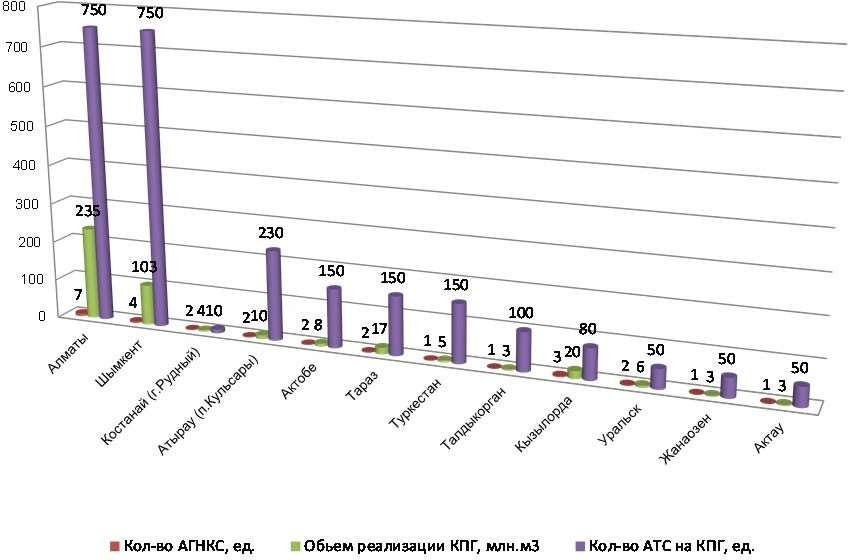 800
700
600
500
400
300
200
100
0
750 750
235 103 230
7 4 2 4 10 2 10 2 8 150 2 17 150 1 5 150 1 3 100 3 20 80 2 6 50 1 3 50 1 3 50
Алматы
Шымкент
Костанай (г.Рудный)
Атырау (п.Кульсары)
Актобе
Тараз
Туркестан
Талдыкорган
Кызылорда
Уральск
Жанаозен
Актау
Кол-во АГНКС, ед. Обьем реализации КПГ, млн.м3 Кол-во АТС на КПГ, ед.